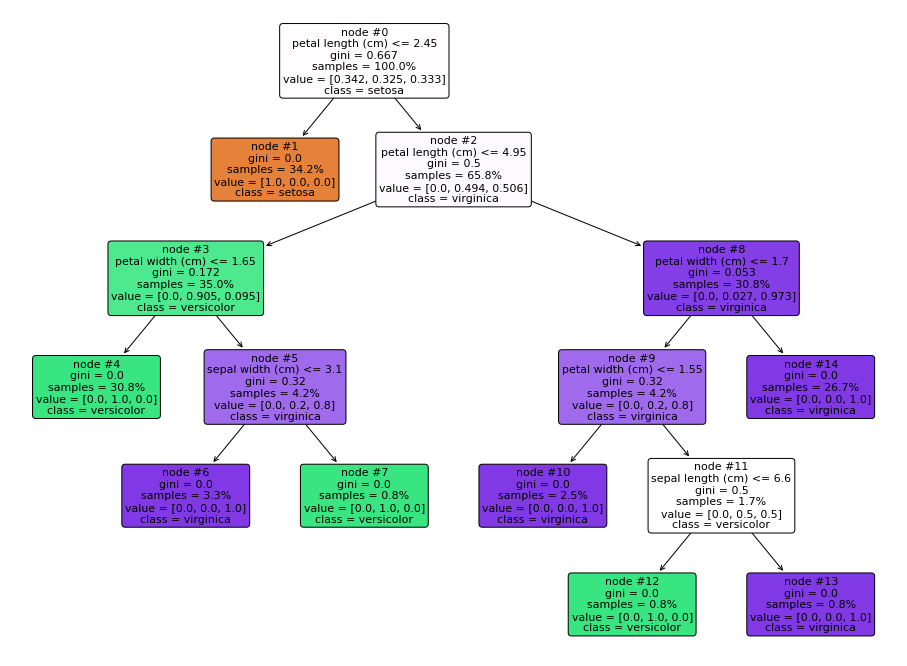 node #0
petal length (cm) <= 2.45
gini = 0.667
samples = 100.0%
value = [0.342, 0.325, 0.333]
class = setosa
node #1
gini = 0.0
samples = 34.2%
value = [1.0, 0.0, 0.0]
class = setosa
node #2
petal length (cm) <= 4.95
gini = 0.5
samples = 65.8%
value = [0.0, 0.494, 0.506]
class = virginica
node #3
petal width (cm) <= 1.65
gini = 0.172
samples = 35.0%
value = [0.0, 0.905, 0.095]
class = versicolor
node #8
petal width (cm) <= 1.7
gini = 0.053
samples = 30.8%
value = [0.0, 0.027, 0.973]
class = virginica
node #4
gini = 0.0
samples = 30.8%
value = [0.0, 1.0, 0.0]
class = versicolor
node #5
sepal width (cm) <= 3.1
gini = 0.32
samples = 4.2%
value = [0.0, 0.2, 0.8]
class = virginica
node #9
petal width (cm) <= 1.55
gini = 0.32
samples = 4.2%
value = [0.0, 0.2, 0.8]
class = virginica
node #14
gini = 0.0
samples = 26.7%
value = [0.0, 0.0, 1.0]
class = virginica
node #6
gini = 0.0
samples = 3.3%
value = [0.0, 0.0, 1.0]
class = virginica
node #7
gini = 0.0
samples = 0.8%
value = [0.0, 1.0, 0.0]
class = versicolor
node #10
gini = 0.0
samples = 2.5%
value = [0.0, 0.0, 1.0]
class = virginica
node #11
sepal length (cm) <= 6.6
gini = 0.5
samples = 1.7%
value = [0.0, 0.5, 0.5]
class = versicolor
node #12
gini = 0.0
samples = 0.8%
value = [0.0, 1.0, 0.0]
class = versicolor
node #13
gini = 0.0
samples = 0.8%
value = [0.0, 0.0, 1.0]
class = virginica